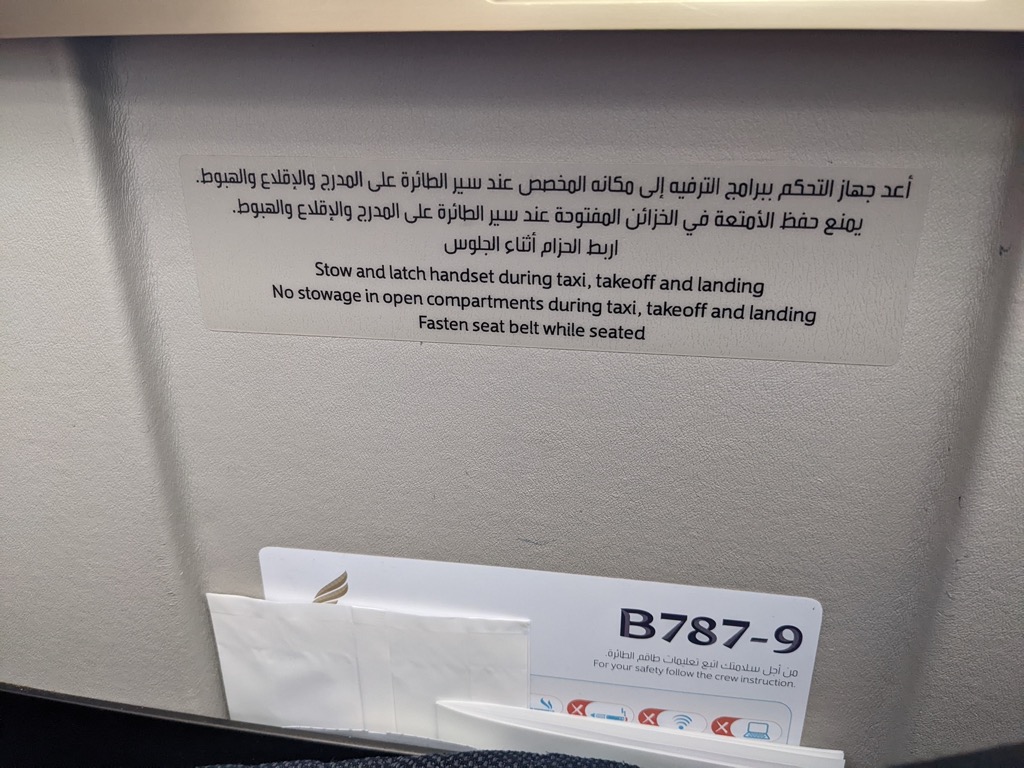 أعد جهاز التحكم ببرامج الترفيه إلى مكانه المخصص عند سير الطائرة على المدرج والإقلاع والهبوط.
يمنع حفظ الأمتعة في الخزائن المفتوحة عند سير الطائرة على المدرج والإقلاع والهبوط.
اربط الحزام أثناء الجلوس
Stow and latch handset during taxi, takeoff and landing
No stowage in open compartments during taxi, takeoff and landing
Fasten seat belt while seated
B787-9
من أجل سلامتك اتبع تعليمات طاقم الطائرة.
For your safety follow the crew instruction.